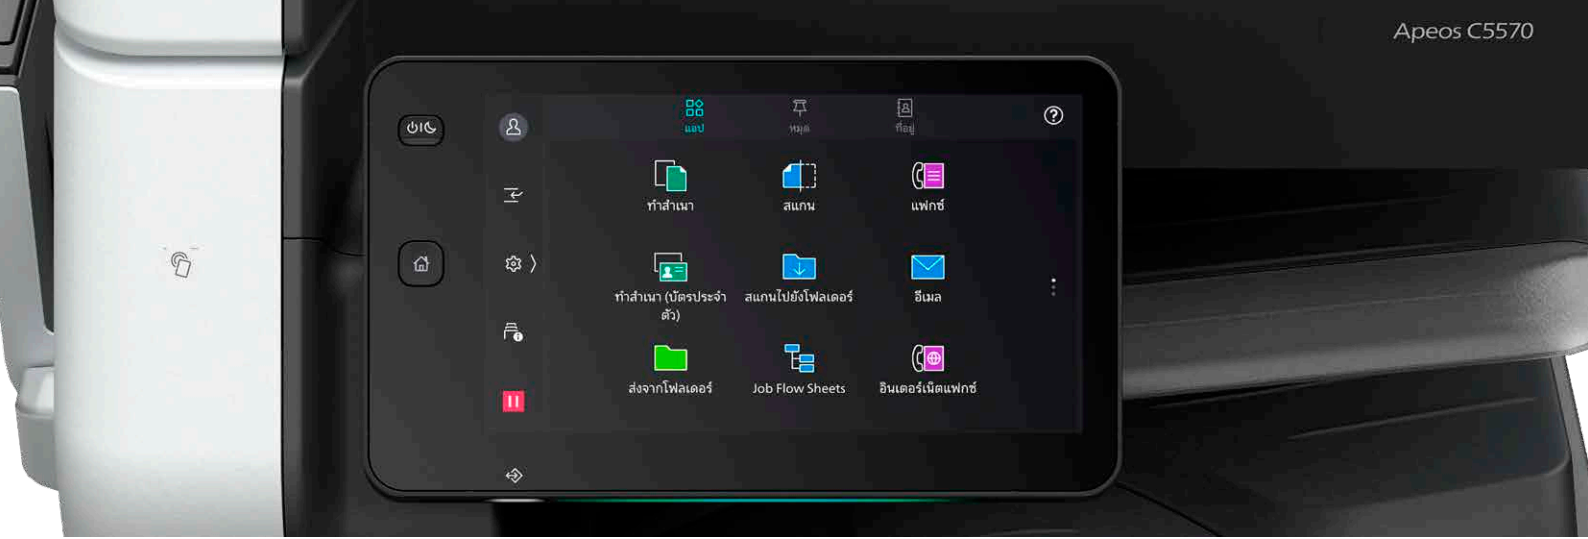 Apeos C5570
แอป
หมุด
ที่อยู่
ทำสำเนา
สแกน
แฟกซ์
ทำสำเนา (บัตรประจำ
ตัว)
สแกนไปยังโฟลเดอร์
อีเมล
ส่งจากโฟลเดอร์
Job Flow Sheets
อินเตอร์เน็ตแฟกซ์